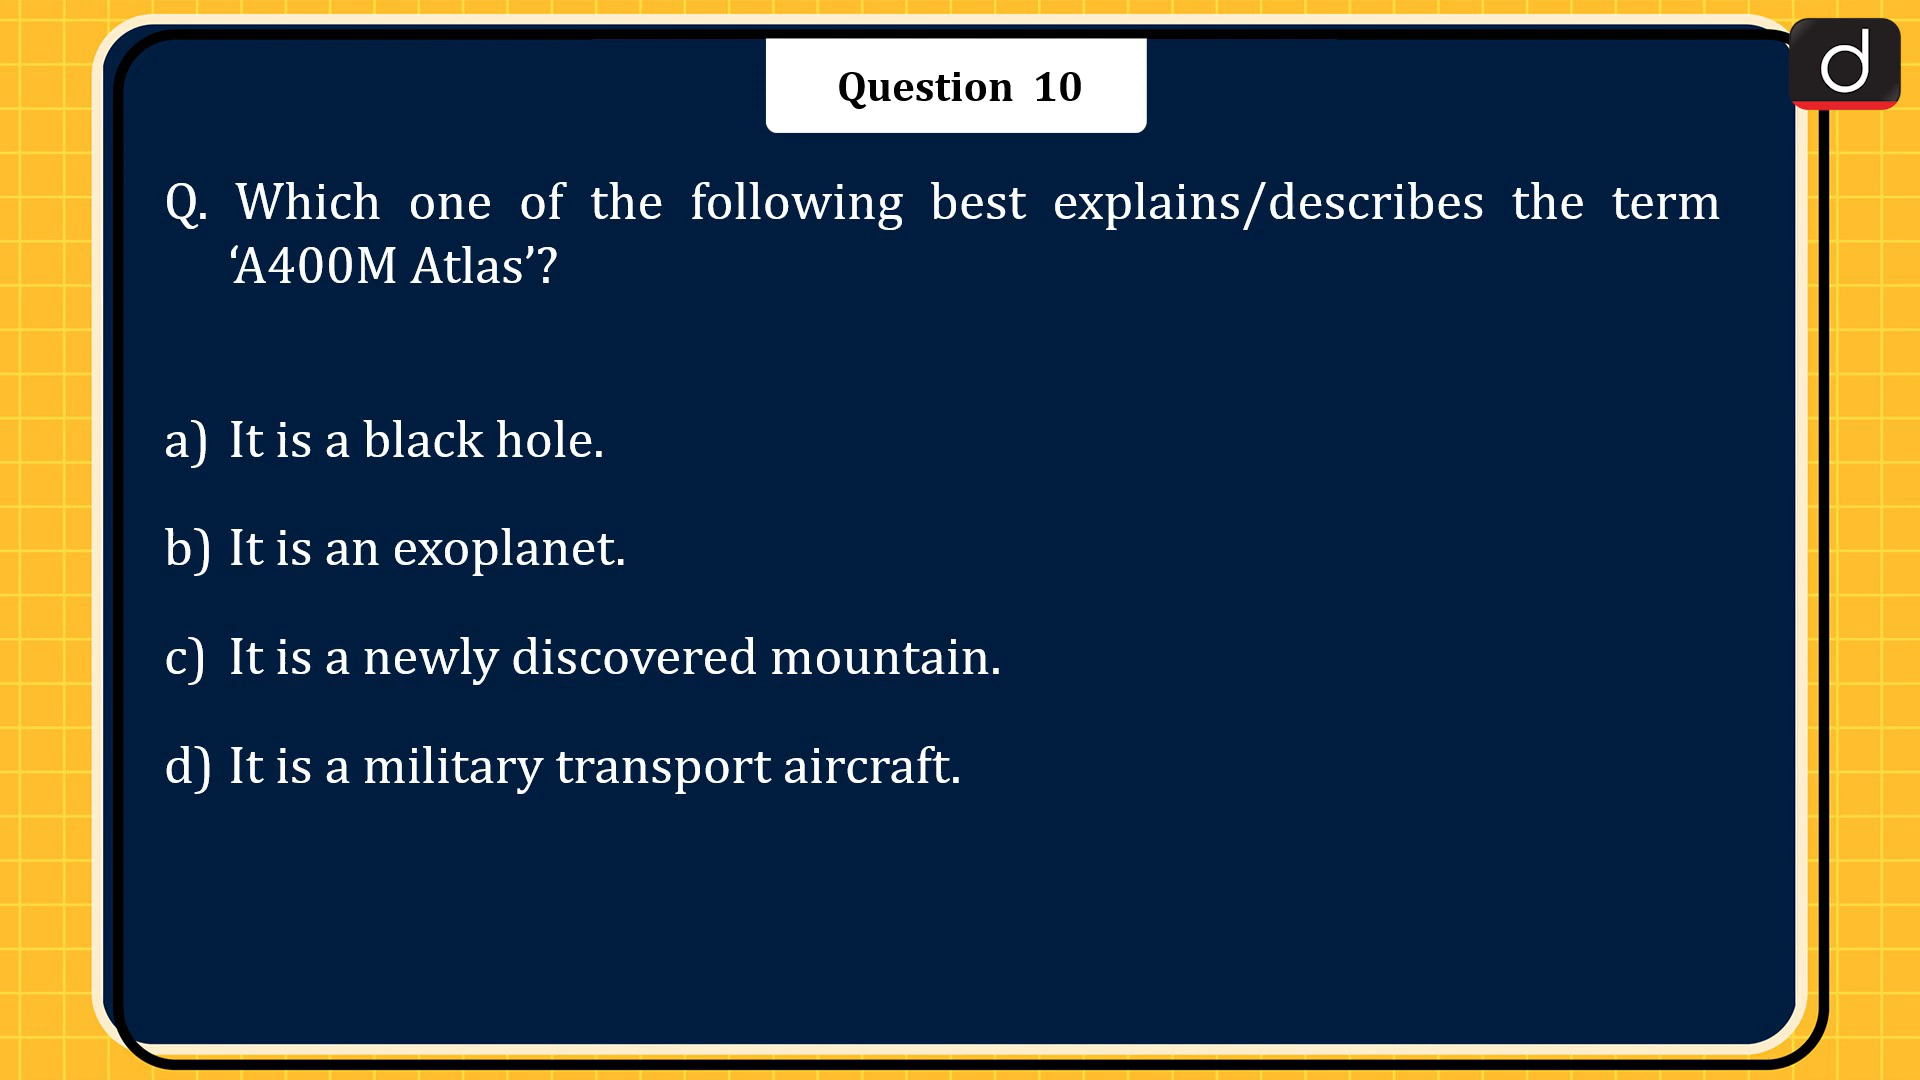 Question 10
Q. Which one of the following best explains/describes the term
‘A400M Atlas’?
a) It is a black hole.
b) It is an exoplanet.
c) It is a newly discovered mountain.
d) It is a military transport aircraft.
d